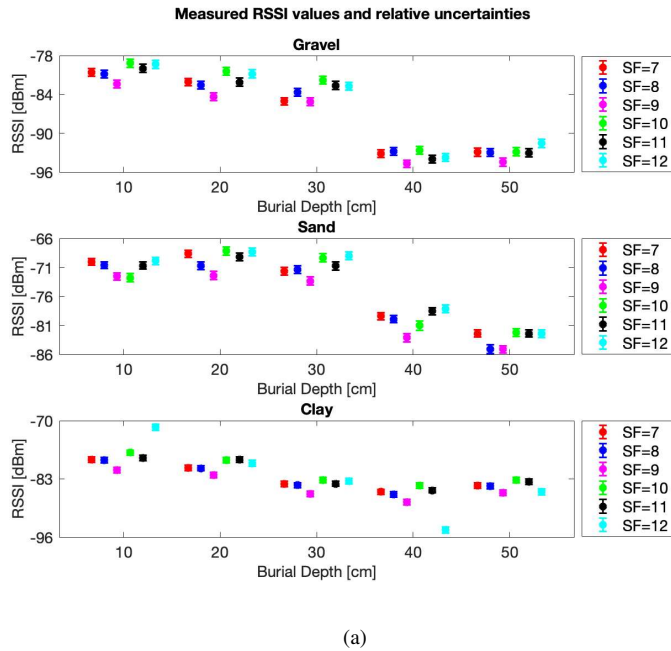 Measured RSSI values and relative uncertainties
Gravel
-78
-84
-90
-96
RSSI [dBm]
10 20 30 40 50
Burial Depth [cm]
SF=7
SF=8
SF=9
SF=10
SF=11
SF=12
Sand
-66
-71
-76
-81
-86
RSSI [dBm]
10 20 30 40 50
Burial Depth [cm]
SF=7
SF=8
SF=9
SF=10
SF=11
SF=12
Clay
-70
-83
-96
RSSI [dBm]
10 20 30 40 50
Burial Depth [cm]
SF=7
SF=8
SF=9
SF=10
SF=11
SF=12
(a)